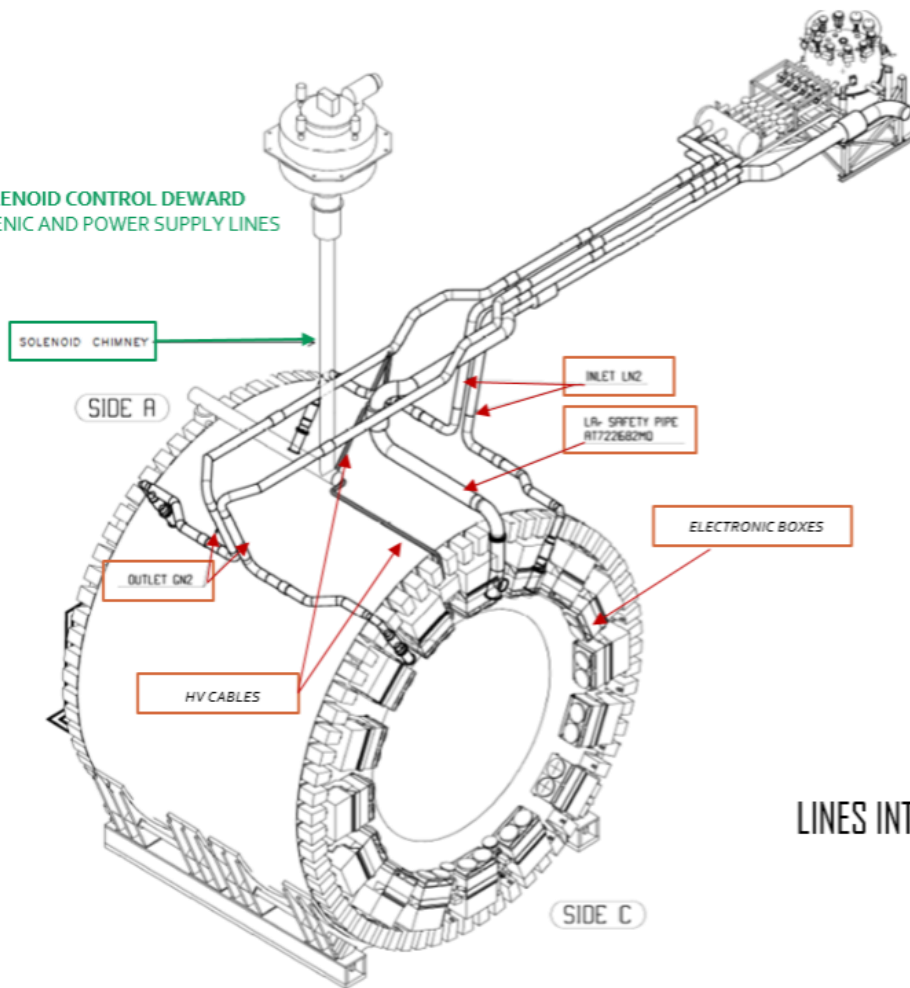 ENOID CONTROL DEWARD
ENIC AND POWER SUPPLY LINES
SOLENOID CHIMNEY
SIDE A
INLET LN2
LAr SAFETY PIPE
AT722682MO
ELECTRONIC BOXES
OUTLET GN2
HV CABLES
LINES INT
SIDE C